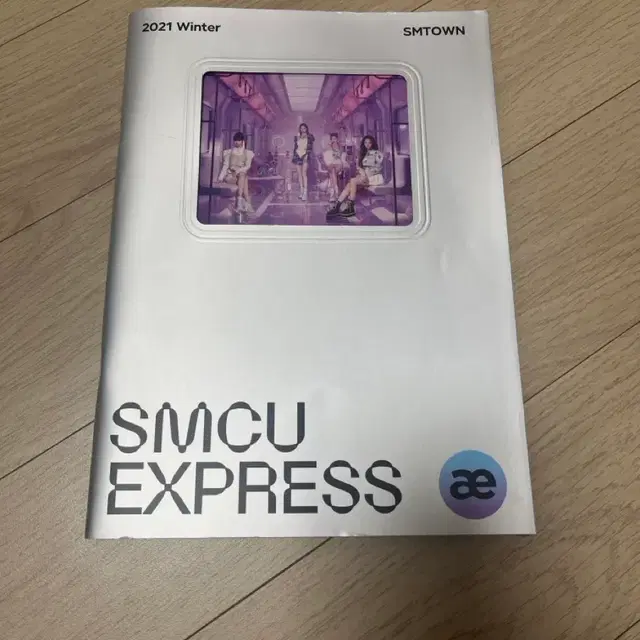 2021 Winter
SMTOWN
SMCU
EXPRESS
æ